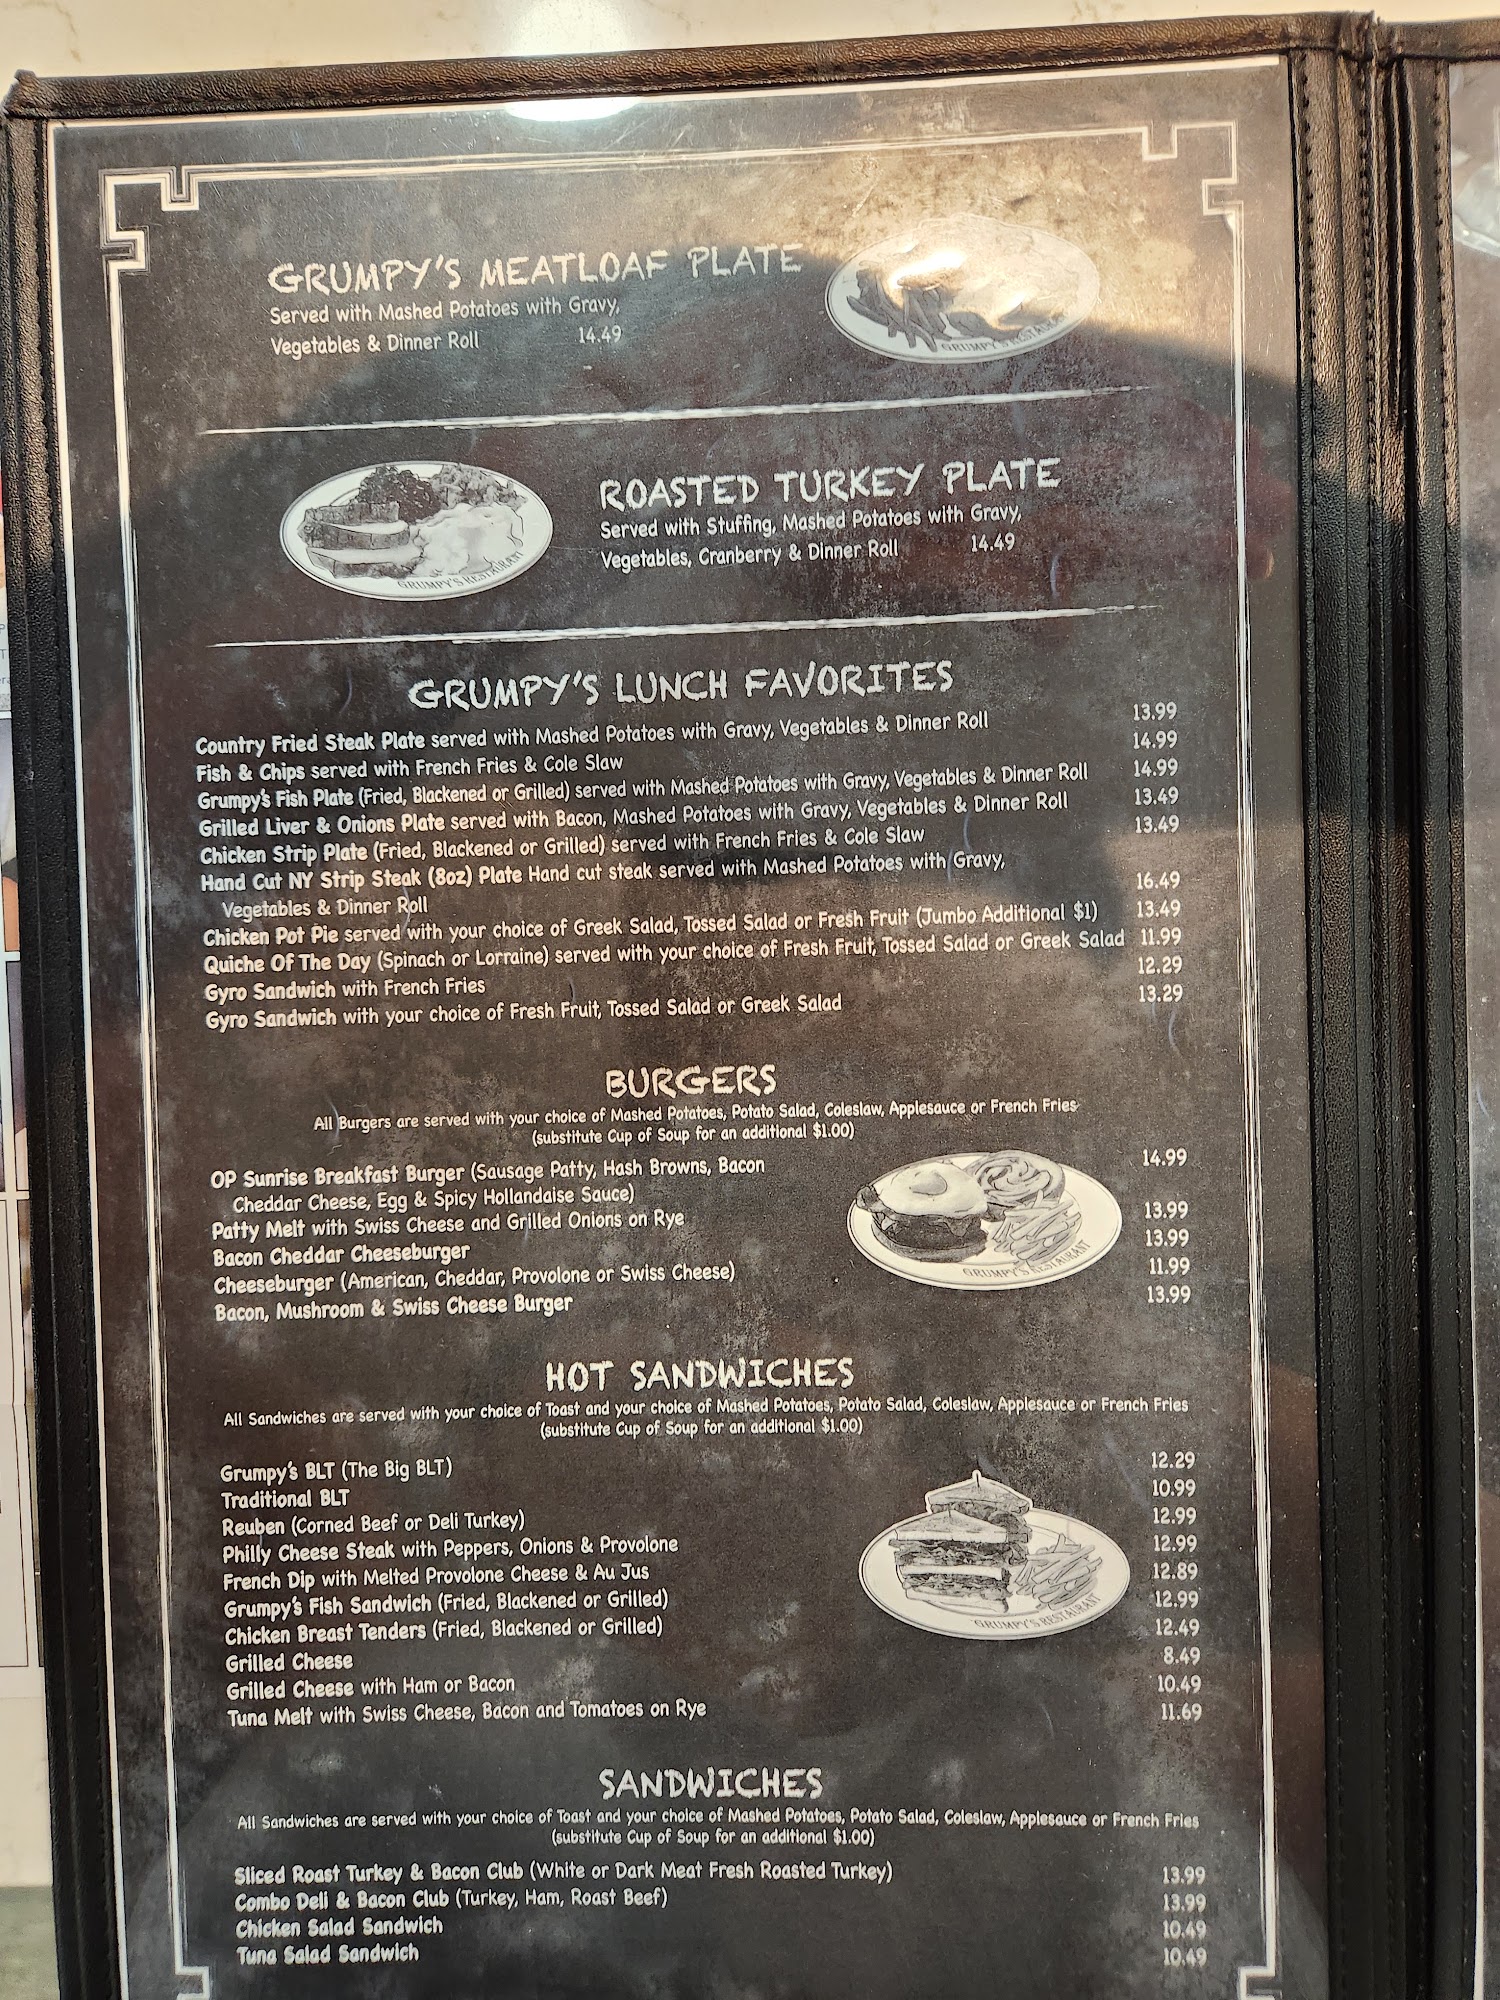 GRUMPY'S MEATLOAF PLATE
Served with Mashed Potatoes with Gravy,
Vegetables & Dinner Roll 14.49
GRUMPY'S RESTAURANT
ROASTED TURKEY PLATE
Served with Stuffing, Mashed Potatoes with Gravy,
Vegetables, Cranberry & Dinner Roll 14.49
GRUMPY'S RESTAURANT
GRUMPY'S LUNCH FAVORITES
Country Fried Steak Plate served with Mashed Potatoes with Gravy, Vegetables & Dinner Roll 13.99
Fish & Chips served with French Fries & Cole Slaw 14.99
Grumpy's Fish Plate (Fried, Blackened or Grilled) served with Mashed Potatoes with Gravy, Vegetables & Dinner Roll 14.99
Grilled Liver & Onions Plate served with Bacon, Mashed Potatoes with Gravy, Vegetables & Dinner Roll 13.49
Chicken Strip Plate (Fried, Blackened or Grilled) served with French Fries & Cole Slaw 13.49
Hand Cut NY Strip Steak (8oz) Plate Hand cut steak served with Mashed Potatoes with Gravy,
Vegetables & Dinner Roll 16.49
Chicken Pot Pie served with your choice of Greek Salad, Tossed Salad or Fresh Fruit (Jumbo Additional $1) 13.49
Quiche Of The Day (Spinach or Lorraine) served with your choice of Fresh Fruit, Tossed Salad or Greek Salad 11.99
Gyro Sandwich with French Fries 12.29
Gyro Sandwich with your choice of Fresh Fruit, Tossed Salad or Greek Salad 13.29
BURGERS
All Burgers are served with your choice of Mashed Potatoes, Potato Salad, Coleslaw, Applesauce or French Fries
(substitute Cup of Soup for an additional $1.00)
OP Sunrise Breakfast Burger (Sausage Patty, Hash Browns, Bacon 14.99
Cheddar Cheese, Egg & Spicy Hollandaise Sauce)
Patty Melt with Swiss Cheese and Grilled Onions on Rye 13.99
Bacon Cheddar Cheeseburger 13.99
Cheeseburger (American, Cheddar, Provolone or Swiss Cheese) 11.99
Bacon, Mushroom & Swiss Cheese Burger 13.99
GRUMPY'S RESTAURANT
HOT SANDWICHES
All Sandwiches are served with your choice of Toast and your choice of Mashed Potatoes, Potato Salad, Coleslaw, Applesauce or French Fries
(substitute Cup of Soup for an additional $1.00)
Grumpy's BLT (The Big BLT) 12.29
Traditional BLT 10.99
Reuben (Corned Beef or Deli Turkey) 12.99
Philly Cheese Steak with Peppers, Onions & Provolone 12.99
French Dip with Melted Provolone Cheese & Au Jus 12.89
Grumpy's Fish Sandwich (Fried, Blackened or Grilled) 12.99
Chicken Breast Tenders (Fried, Blackened or Grilled) 12.49
Grilled Cheese 8.49
Grilled Cheese with Ham or Bacon 10.49
Tuna Melt with Swiss Cheese, Bacon and Tomatoes on Rye 11.69
GRUMPY'S RESTAURANT
SANDWICHES
All Sandwiches are served with your choice of Toast and your choice of Mashed Potatoes, Potato Salad, Coleslaw, Applesauce or French Fries
(substitute Cup of Soup for an additional $1.00)
Sliced Roast Turkey & Bacon Club (White or Dark Meat Fresh Roasted Turkey) 13.99
Combo Deli & Bacon Club (Turkey, Ham, Roast Beef) 13.99
Chicken Salad Sandwich 10.49
Tuna Salad Sandwich 10.49